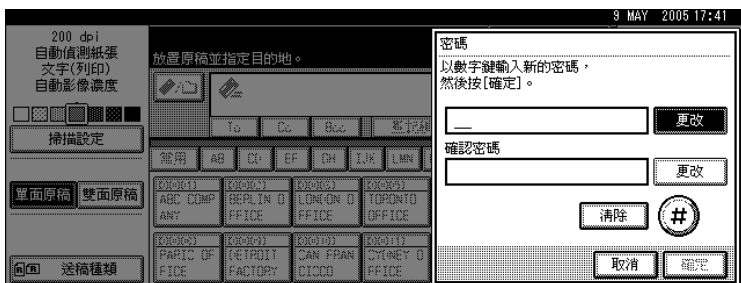 9 MAY 2005 17:41
200 dpi
自動偵測紙張
文字(列印)
自動影像濃度
掃描設定
單面原稿
雙面原稿
送稿種類
放置原稿並指定目的地。
To
Cc
Bcc
常用
AB
CD
EF
GH
IJK
LMN
ABC COMP
ANY
BERLIN O
FFICE
LONDON O
FFICE
TORONTO
OFFICE
PARIS OF
FICE
DETROIT
FACTORY
SAN FRAN
CISCO
SYDNEY O
FFICE
密碼
以數字鍵輸入新的密碼，
然後按[確定]。
更改
確認密碼
更改
清除
#
取消
確定